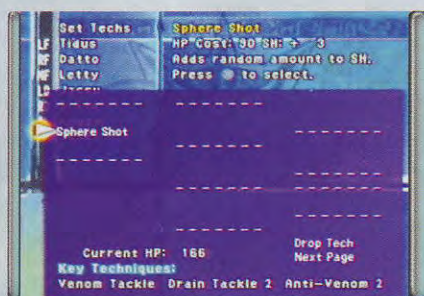 Set Techs
Sphere Shot
LF Tidus
HP Cost: 90 SH: + 3
Datto
Adds random amount to SH.
Letty
Press to select.
Sphere Shot
Current HP: 166
Drop Tech
Next Page
Key Techniques:
Venom Tackle Drain Tackle 2 Anti-Venom 2